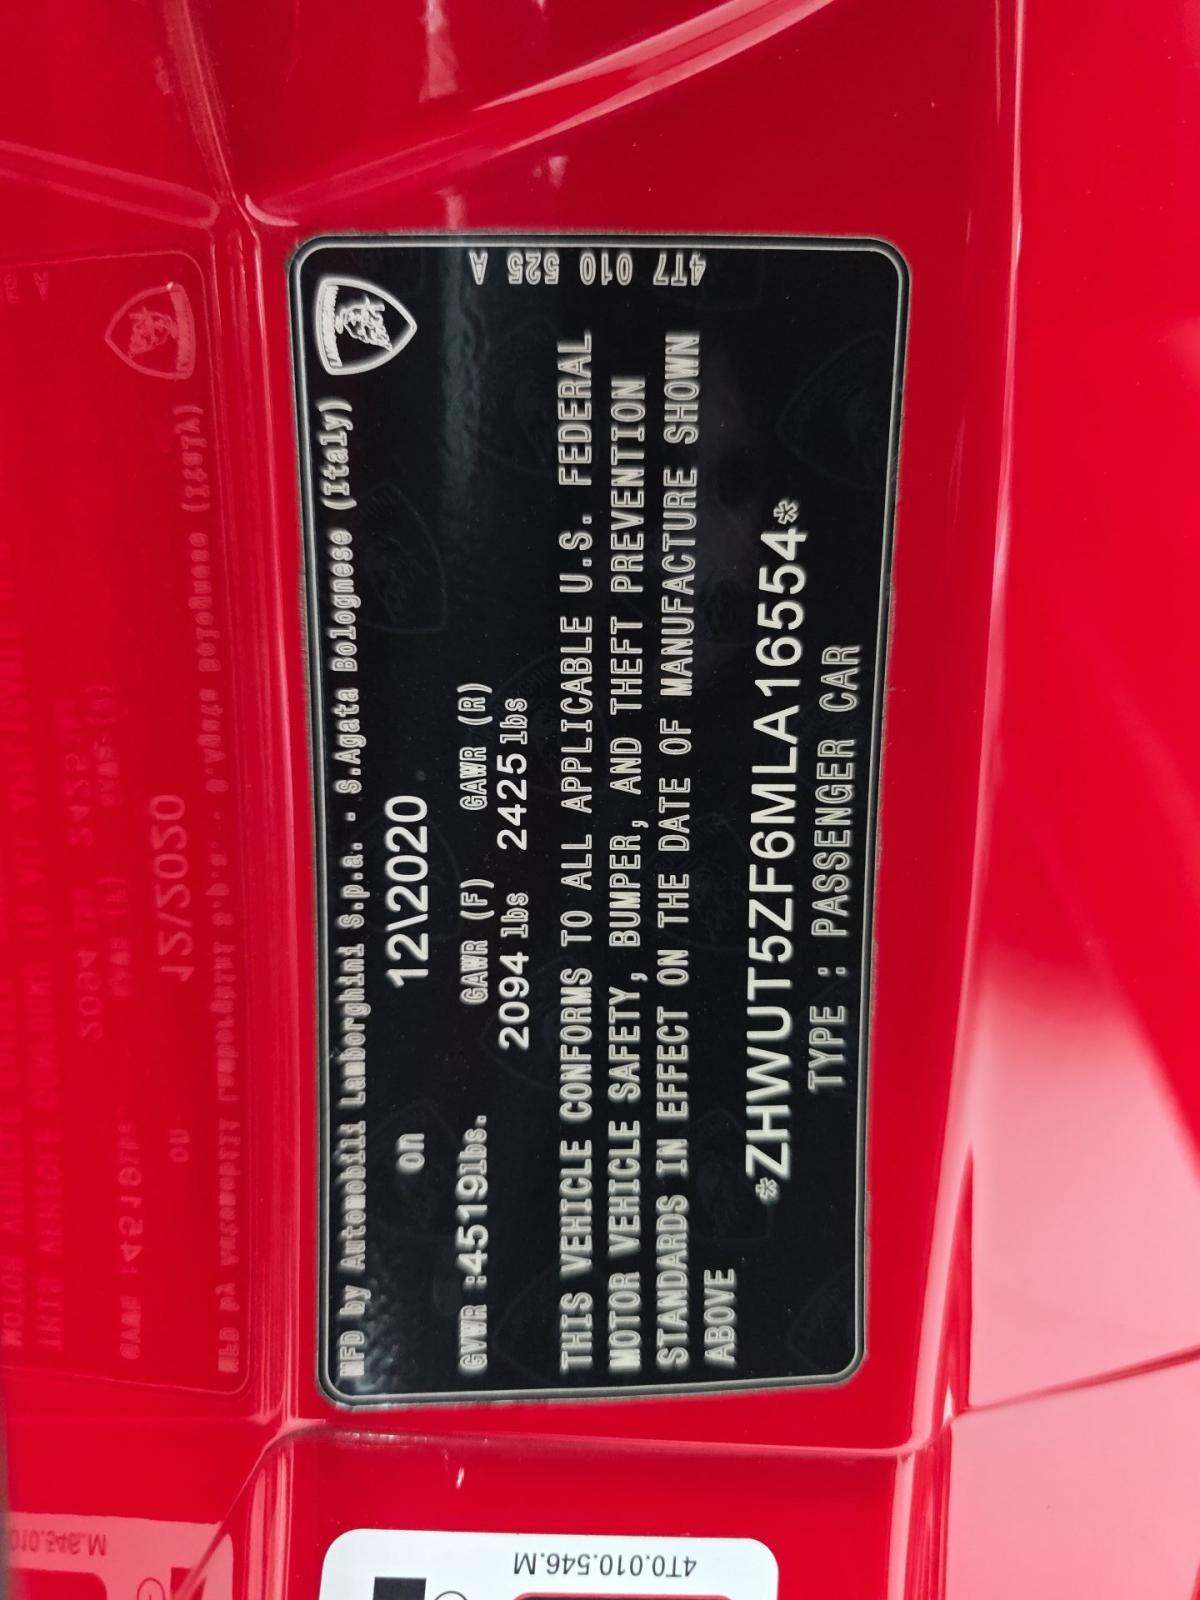 MFD by Automobili Lamborghini S.p.a. - S.Agata Bolognese (Italy)
on 12\2020
GVWR :4519lbs. GAWR (F) GAWR (R)
2094 lbs 2425 lbs
THIS VEHICLE CONFORMS TO ALL APPLICABLE U.S. FEDERAL
MOTOR VEHICLE SAFETY, BUMPER, AND THEFT PREVENTION
STANDARDS IN EFFECT ON THE DATE OF MANUFACTURE SHOWN
ABOVE
*ZHWUT5ZF6MLA16554*
TYPE : PASSENGER CAR
4T7 010 525 A
4T0.010.546.M